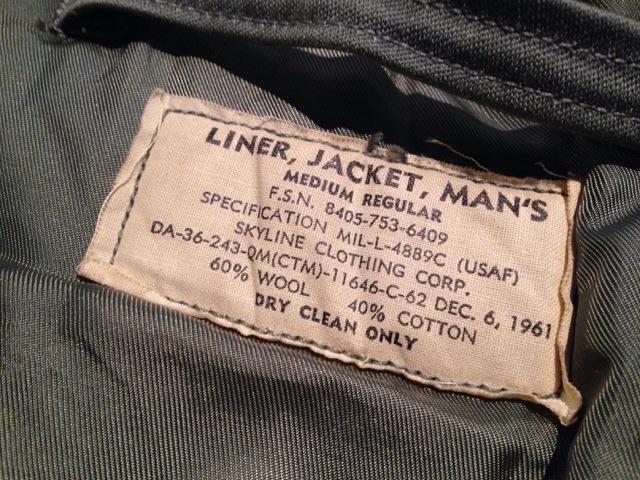 LINER, JACKET, MAN'S
MEDIUM REGULAR
F.S.N. 8405-753-6409
SPECIFICATION MIL-L-4889C (USAF)
SKYLINE CLOTHING CORP.
DA-36-243-QM(CTM)-11646-C-62 DEC. 6, 1961
60% WOOL 40% COTTON
DRY CLEAN ONLY